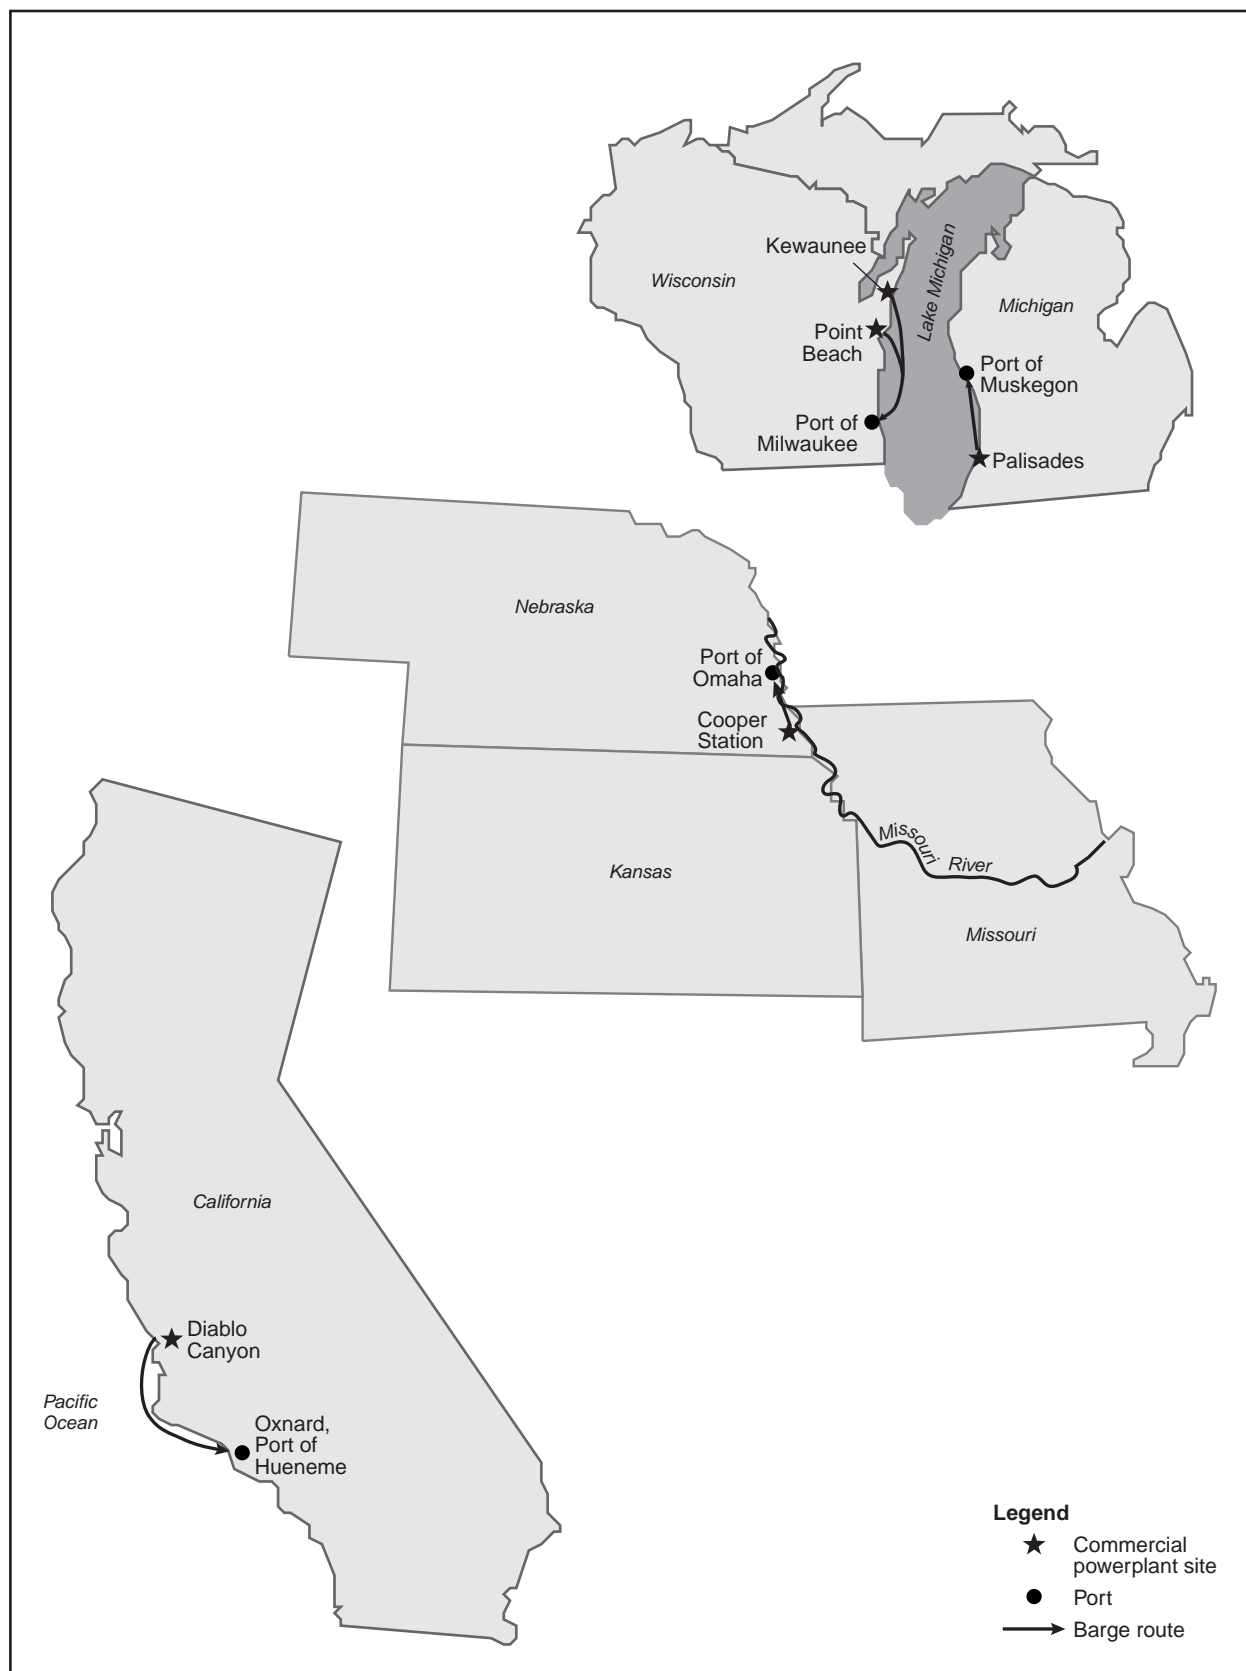 Kewaunee
Wisconsin
Lake Michigan
Michigan
Point
Beach
Port of
Muskegon
Port of
Milwaukee
Palisades
Nebraska
Port of
Omaha
Cooper
Station
Missouri
River
Kansas
Missouri
California
Diablo
Canyon
Pacific
Ocean
Oxnard,
Port of
Hueneme
Legend
Commercial
powerplant site
Port
Barge route